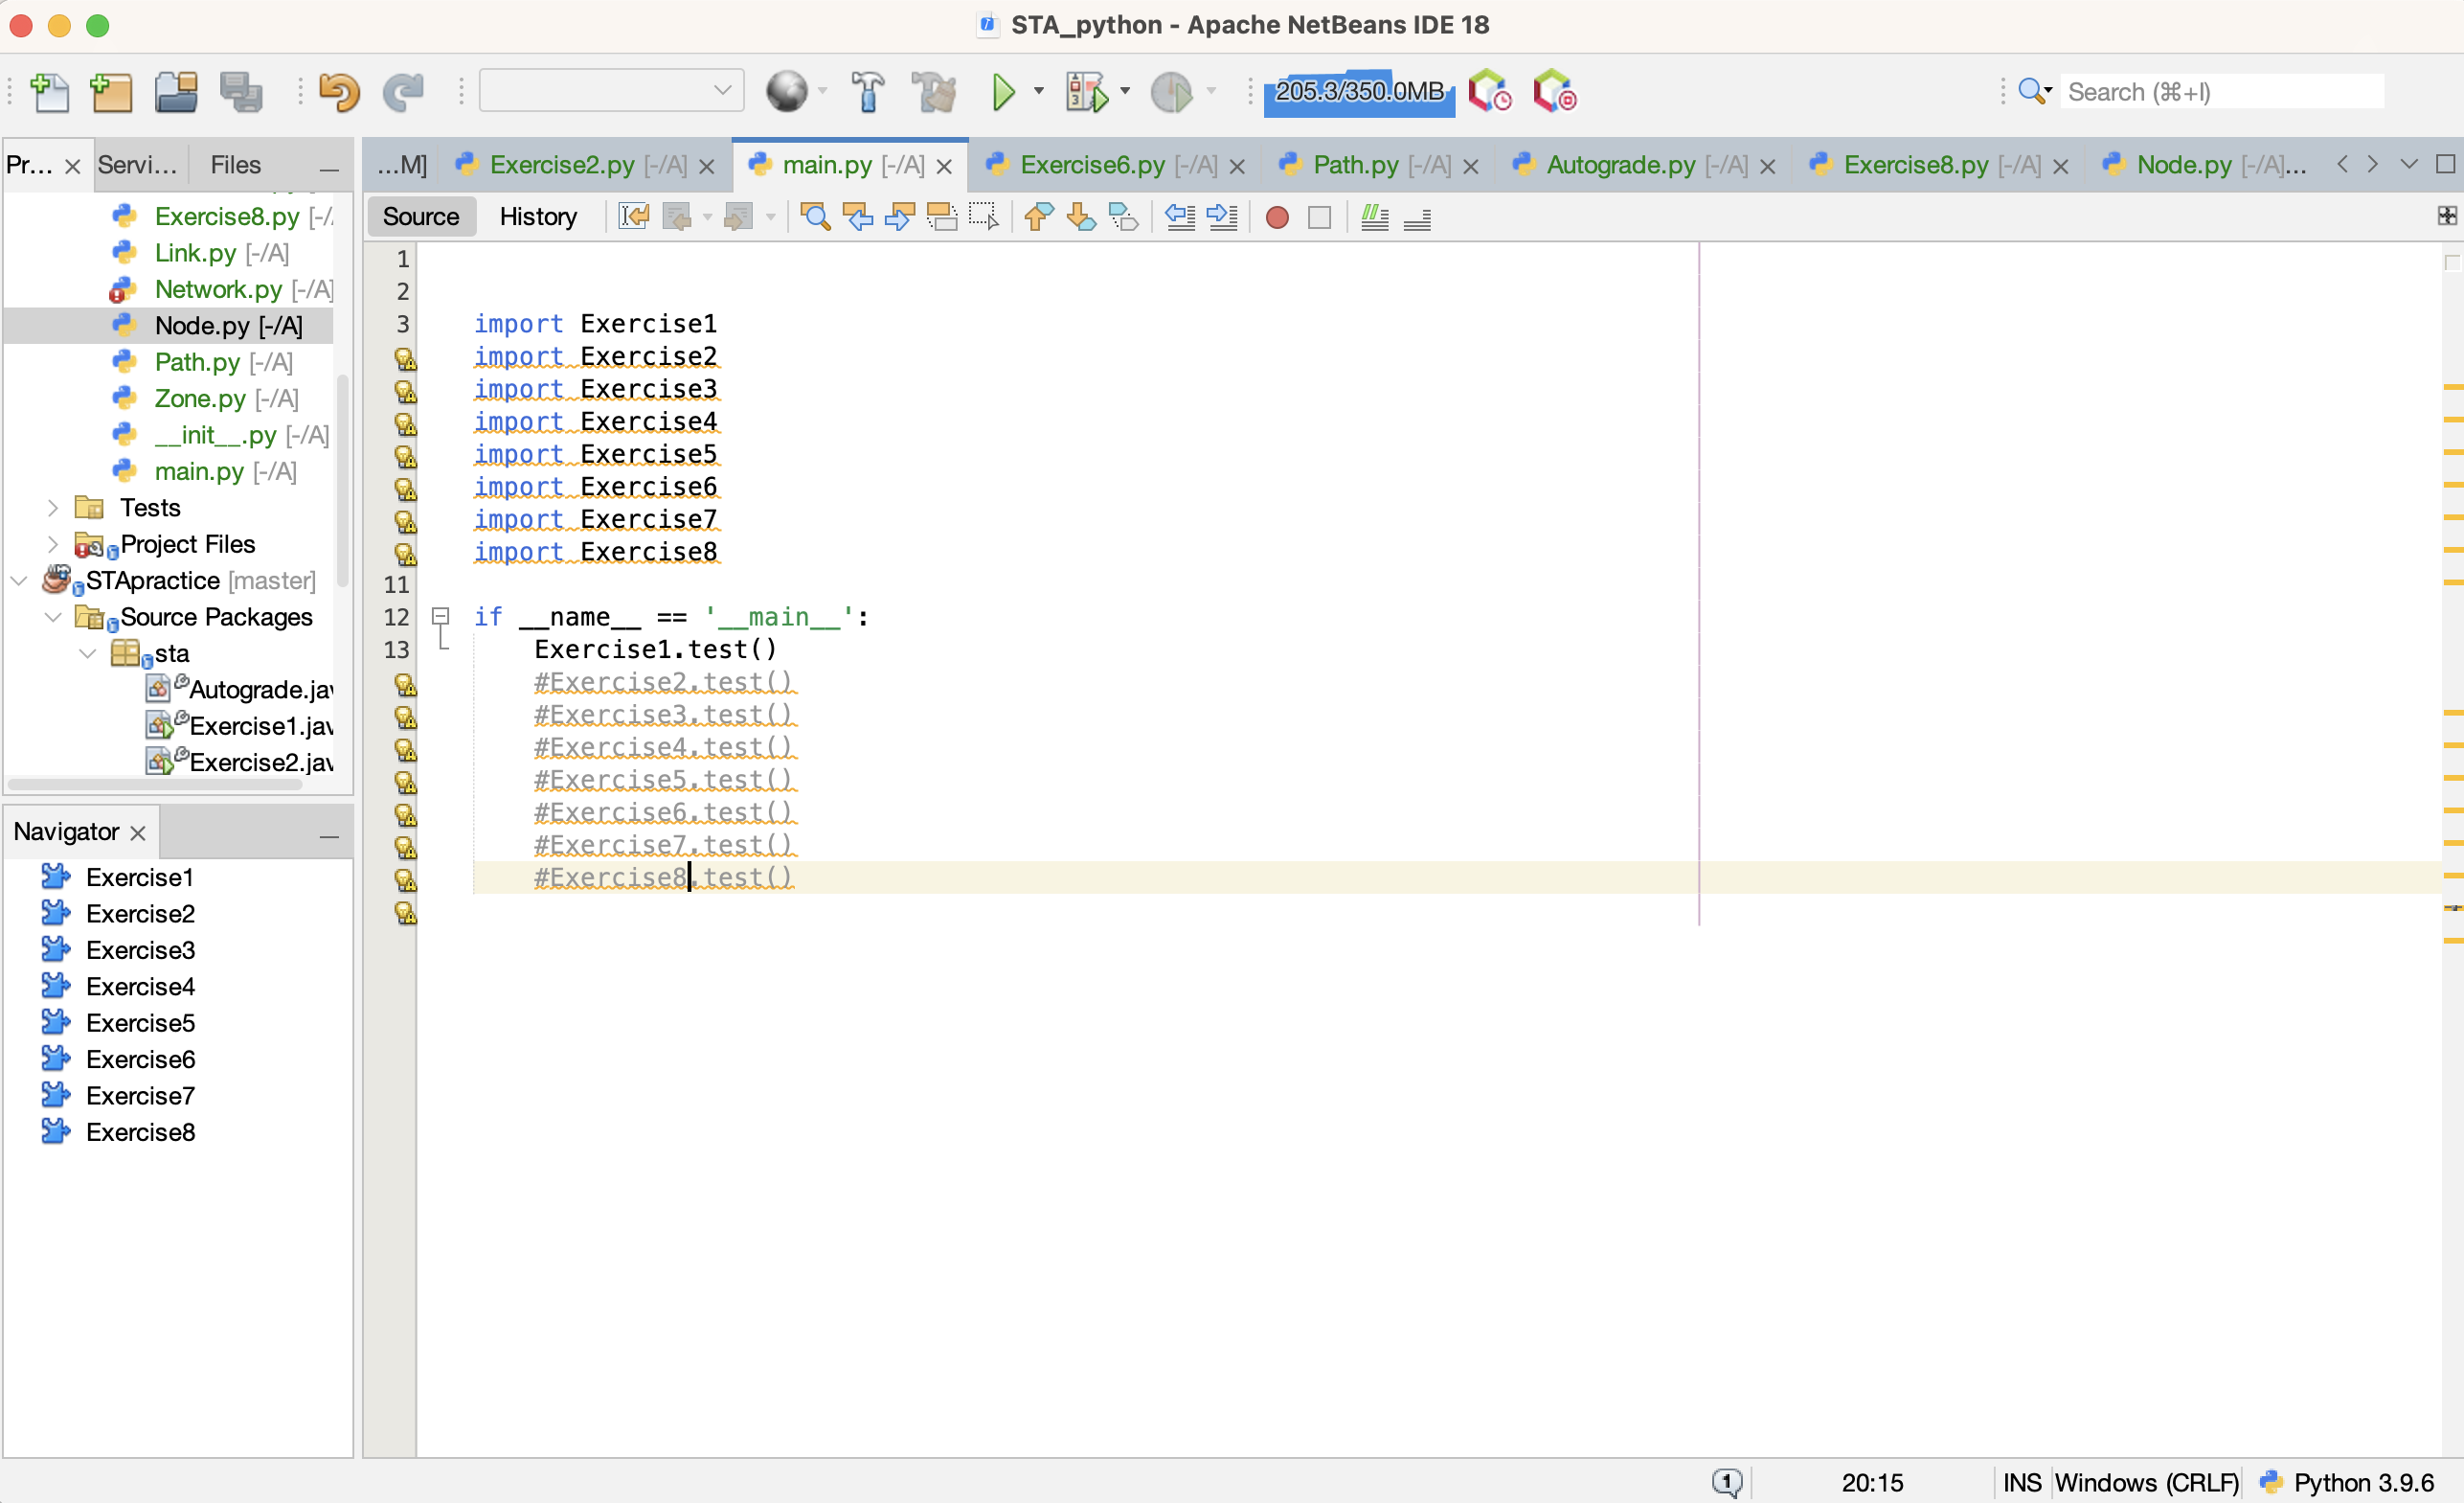 STA_python - Apache NetBeans IDE 18
205.3/350.0MB
Search (⌘+I)
Pr...
Servi...
Files
...M]
Exercise2.py [-/A]
main.py [-/A]
Exercise6.py [-/A]
Path.py [-/A]
Autograde.py [-/A]
Exercise8.py [-/A]
Node.py [-/A]...
Source
History
Exercise8.py [-/
Link.py [-/A]
Network.py [-/A]
Node.py [-/A]
Path.py [-/A]
Zone.py [-/A]
__init__.py [-/A]
main.py [-/A]
Tests
Project Files
STApractice [master]
Source Packages
sta
Autograde.jav
Exercise1.jav
Exercise2.jav
Navigator
Exercise1
Exercise2
Exercise3
Exercise4
Exercise5
Exercise6
Exercise7
Exercise8
1
2
3 import Exercise1
import Exercise2
import Exercise3
import Exercise4
import Exercise5
import Exercise6
import Exercise7
import Exercise8
11
12 if __name__ == '__main__':
13 Exercise1.test()
#Exercise2.test()
#Exercise3.test()
#Exercise4.test()
#Exercise5.test()
#Exercise6.test()
#Exercise7.test()
#Exercise8.test()
1
20:15
INS
Windows (CRLF)
Python 3.9.6